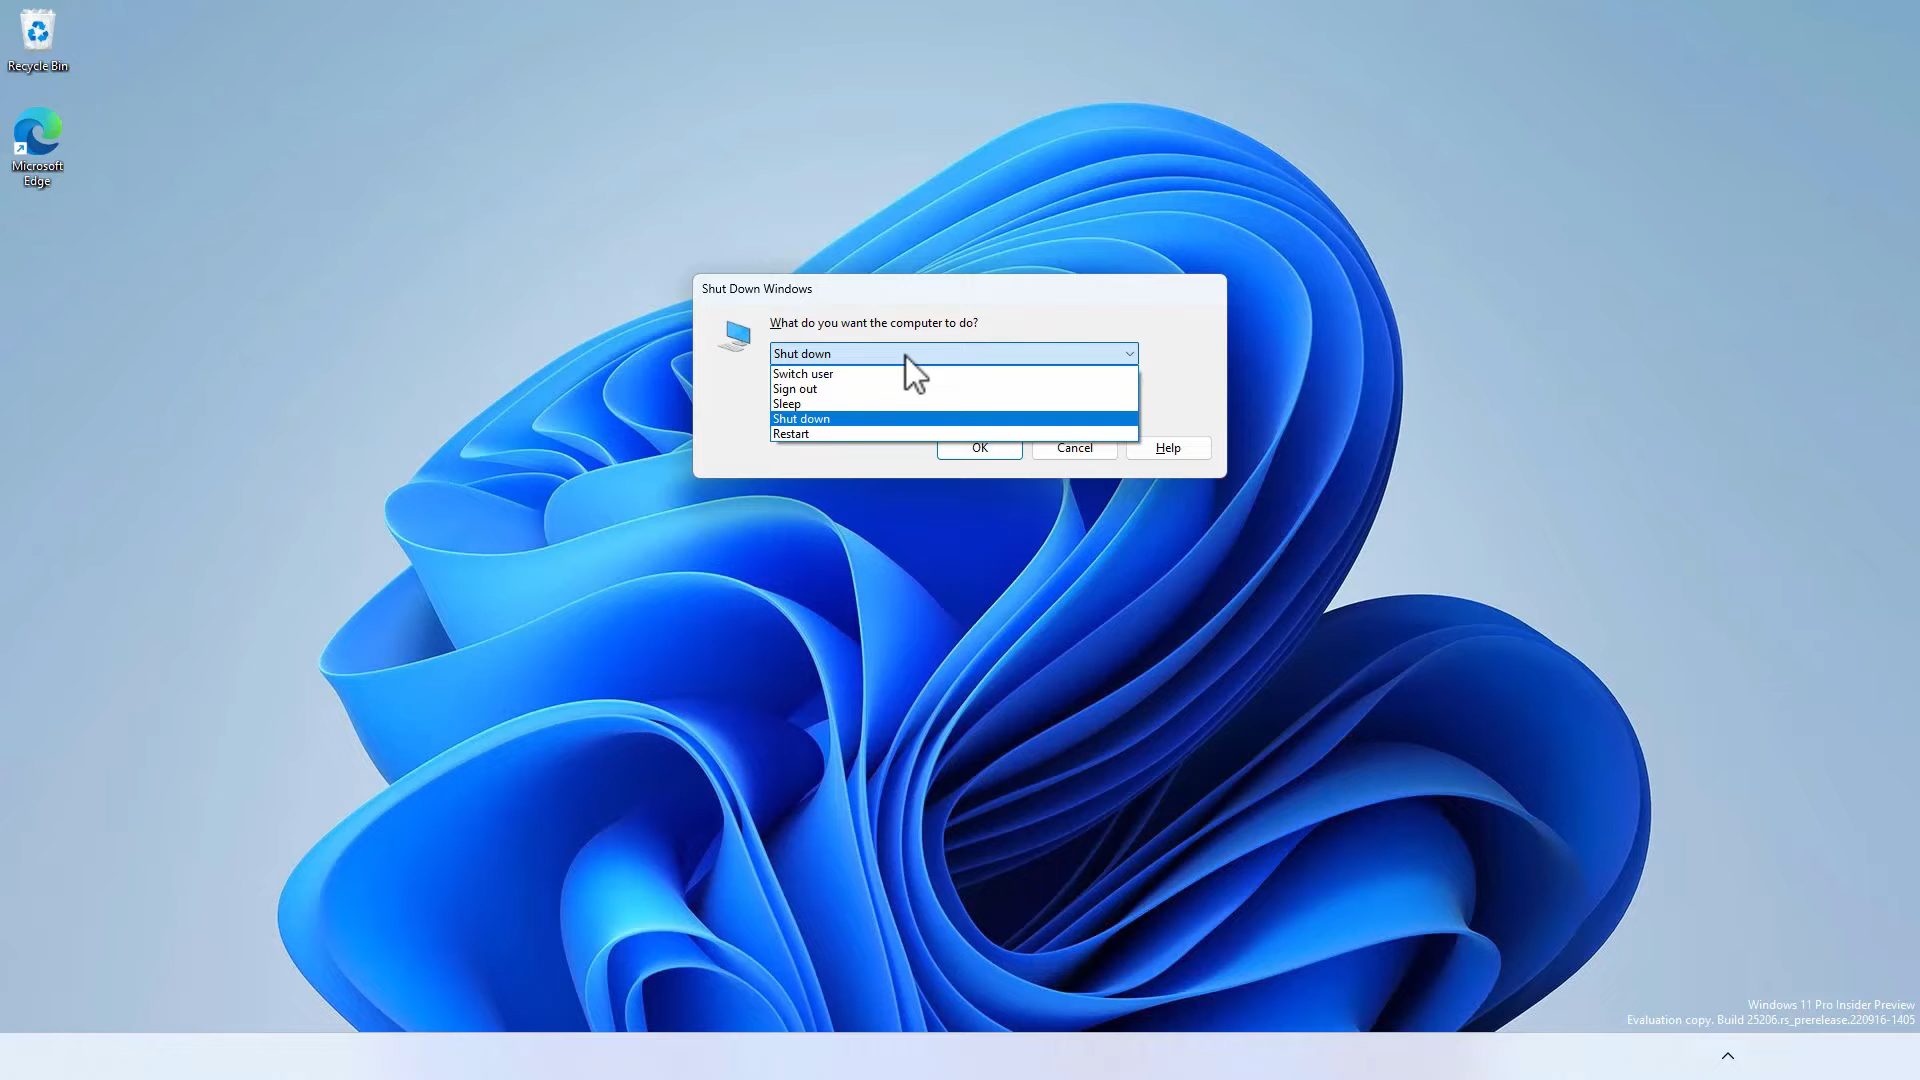 Recycle Bin
Microsoft
Edge
Shut Down Windows
What do you want the computer to do?
Shut down
Switch user
Sign out
Sleep
Shut down
Restart
OK
Cancel
Help
Windows 11 Pro Insider Preview
Evaluation copy. Build 25206.rs_prerelease.220916-1405